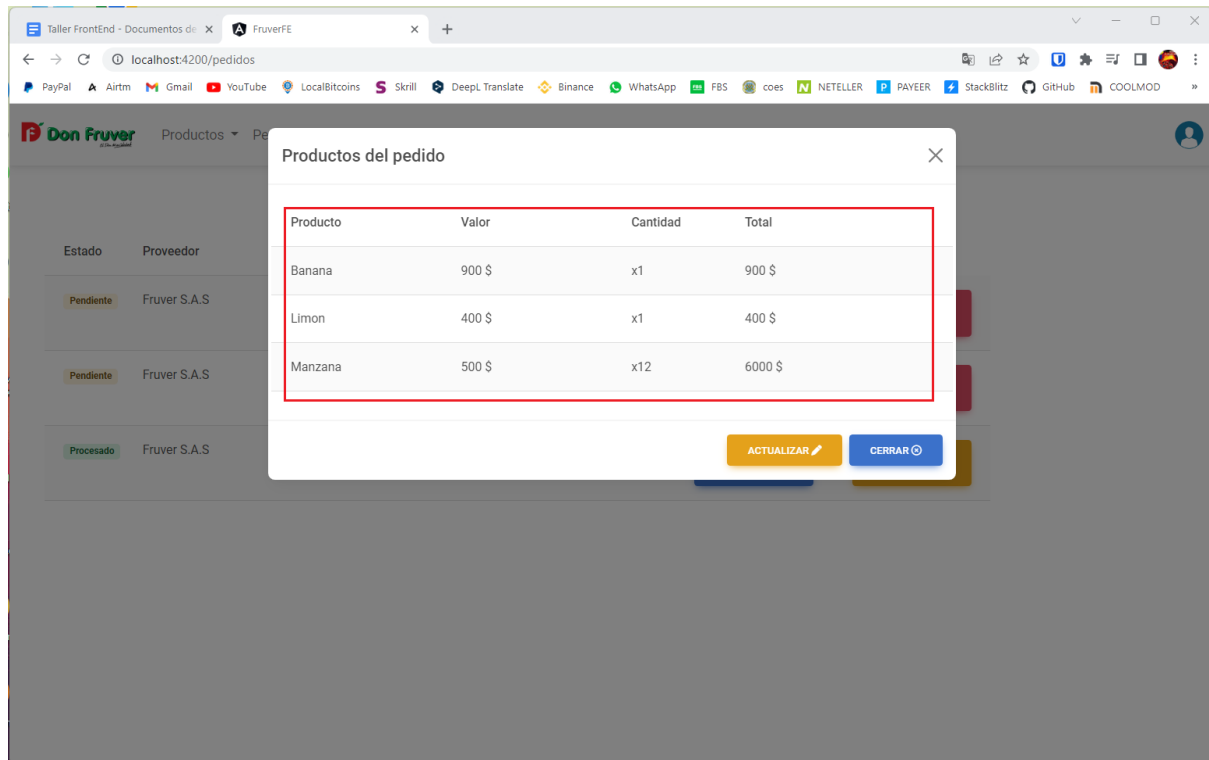 Taller FrontEnd - Documentos de
FruverFE
localhost:4200/pedidos
PayPal Airtm Gmail YouTube LocalBitcoins Skrill DeepL Translate Binance WhatsApp FBS coes NETELLER PAYEER StackBlitz GitHub COOLMOD »
Don Fruver Productos Pe
Productos del pedido
Producto Valor Cantidad Total
Estado Proveedor
Banana 900 $ x1 900 $
Pendiente Fruver S.A.S
Limon 400 $ x1 400 $
Manzana 500 $ x12 6000 $
Pendiente Fruver S.A.S
Procesado Fruver S.A.S
ACTUALIZAR CERRAR